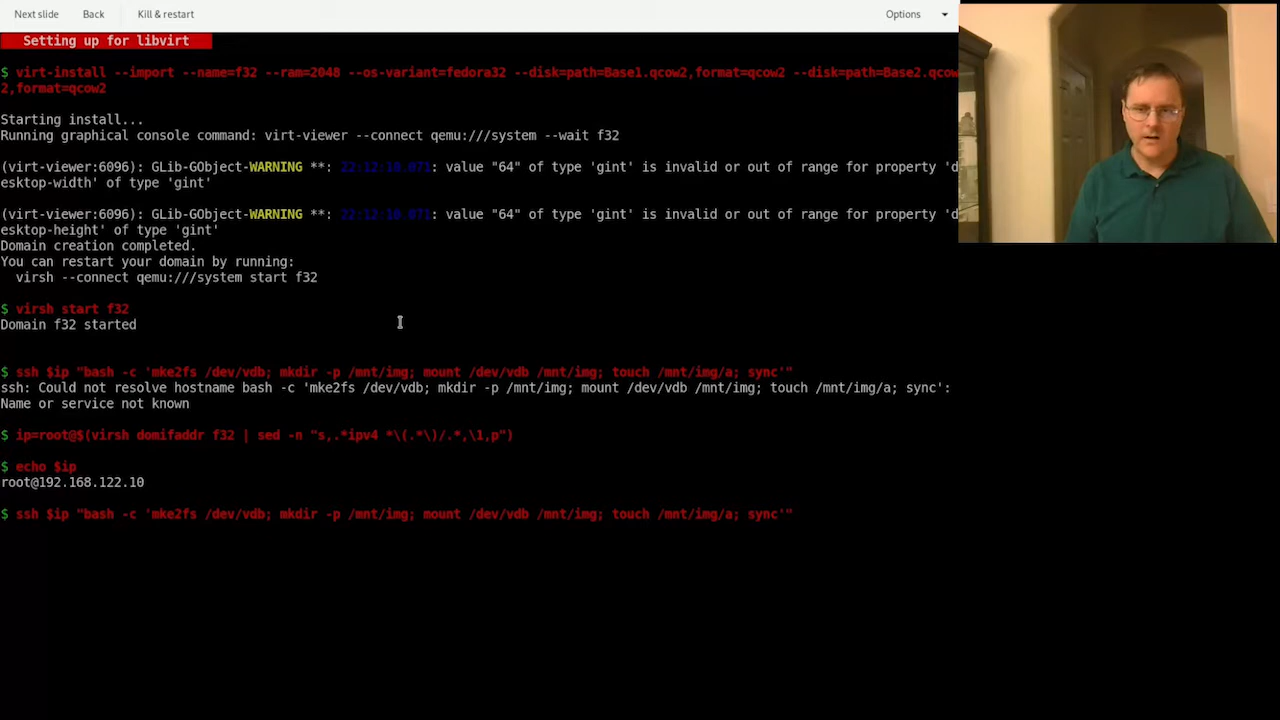 Next slide Back Kill & restart Options
Setting up for libvirt
$ virt-install --import --name=f32 --ram=2048 --os-variant=fedora32 --disk=path=Base1.qcow2,format=qcow2 --disk=path=Base2.qcow
2,format=qcow2
Starting install...
Running graphical console command: virt-viewer --connect qemu:///system --wait f32
(virt-viewer:6096): GLib-GObject-WARNING **: 22:12:10.071: value "64" of type 'gint' is invalid or out of range for property 'd
esktop-width' of type 'gint'
(virt-viewer:6096): GLib-GObject-WARNING **: 22:12:10.071: value "64" of type 'gint' is invalid or out of range for property 'd
esktop-height' of type 'gint'
Domain creation completed.
You can restart your domain by running:
virsh --connect qemu:///system start f32
$ virsh start f32
Domain f32 started
$ ssh $ip "bash -c 'mke2fs /dev/vdb; mkdir -p /mnt/img; mount /dev/vdb /mnt/img; touch /mnt/img/a; sync'"
ssh: Could not resolve hostname bash -c 'mke2fs /dev/vdb; mkdir -p /mnt/img; mount /dev/vdb /mnt/img; touch /mnt/img/a; sync':
Name or service not known
$ ip=root@$(virsh domifaddr f32 | sed -n "s,.*ipv4 *\(.*\)/.*,\1,p")
$ echo $ip
root@192.168.122.10
$ ssh $ip "bash -c 'mke2fs /dev/vdb; mkdir -p /mnt/img; mount /dev/vdb /mnt/img; touch /mnt/img/a; sync'"